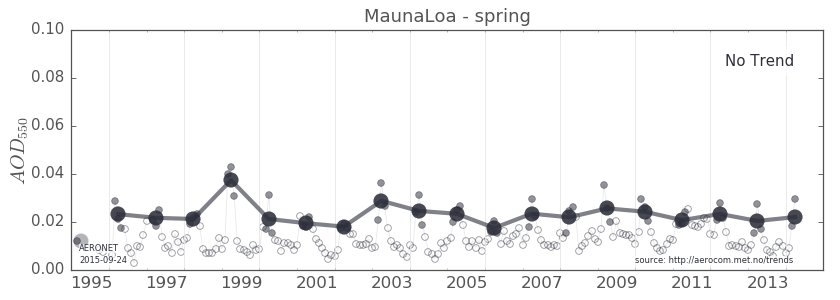 MaunaLoa - spring
0.10
No Trend
0.08
0.06
AOD550
0.04
0.02
AERONET
2015-09-24
source: http://aerocom.met.no/trends
0.00
1995 1997 1999 2001 2003 2005 2007 2009 2011 2013